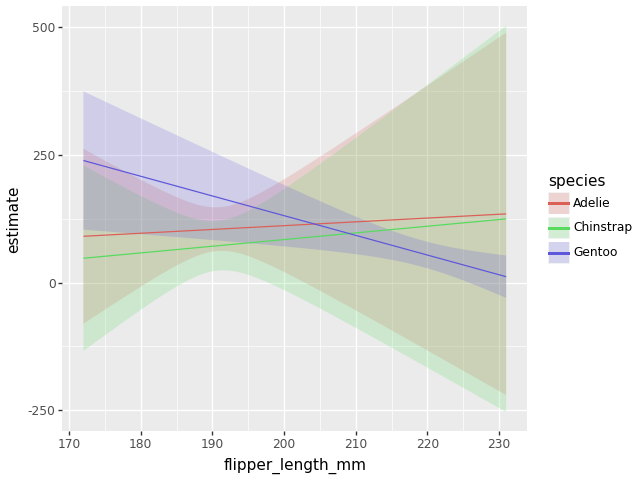 500
250
0
-250
170
180
190
200
210
220
230
estimate
flipper_length_mm
species
Adelie
Chinstrap
Gentoo